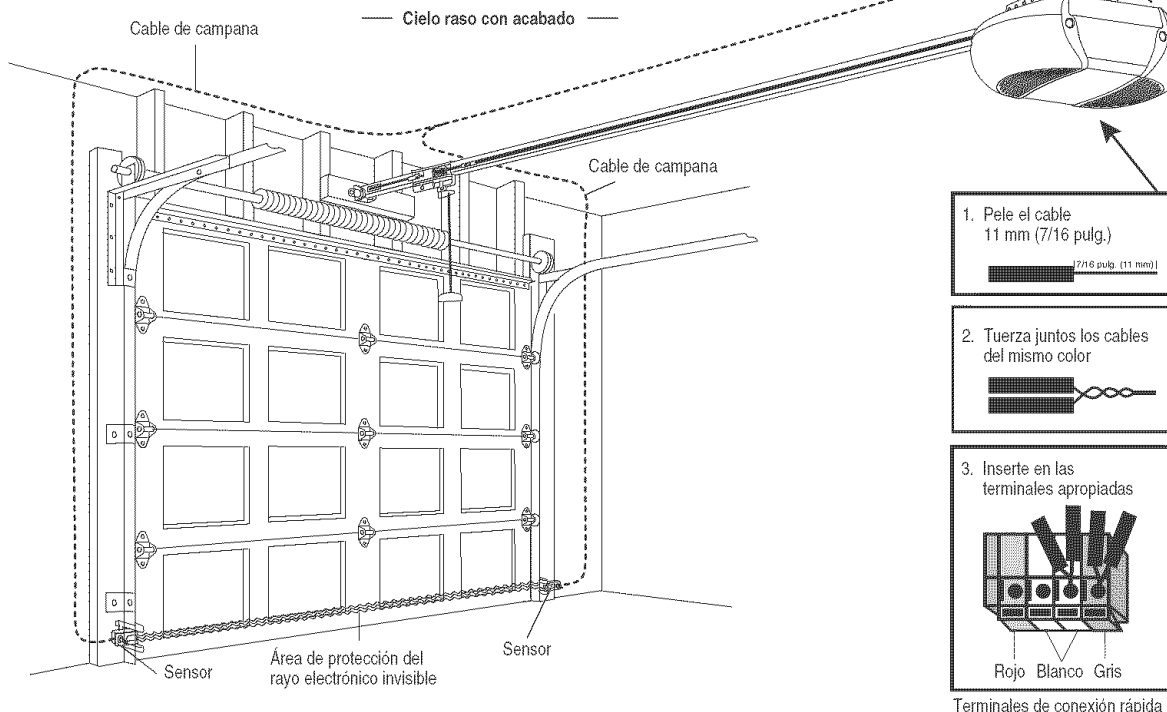 Cielo raso con acabado
Cable de campana
Cable de campana
1. Pele el cable
11 mm (7/16 pulg.)
7/16 pulg. (11 mm)
2. Tuerza juntos los cables
del mismo color
3. Inserte en las
terminales apropiadas
Rojo Blanco Gris
Terminales de conexión rápida
Sensor
Área de protección del
rayo electrónico invisible
Sensor